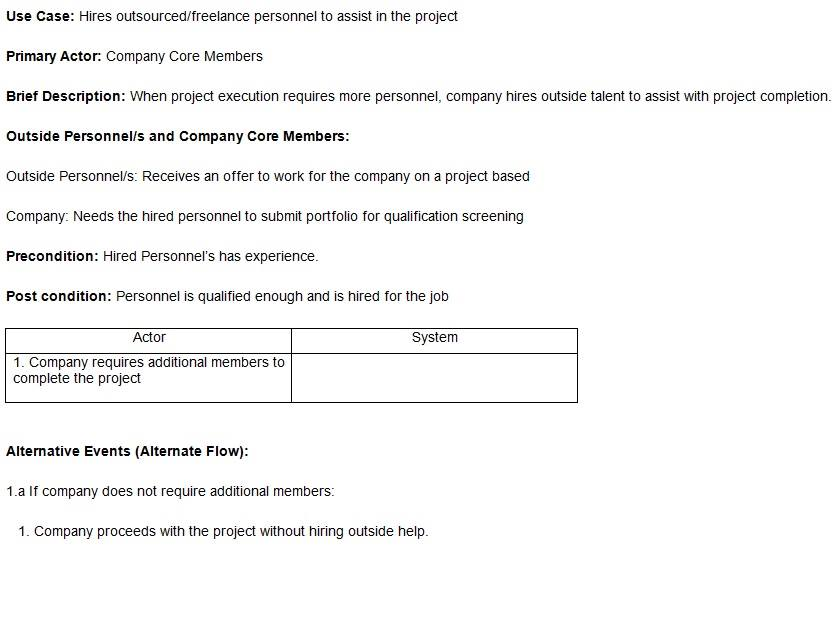 Use Case: Hires outsourced/freelance personnel to assist in the project
Primary Actor: Company Core Members
Brief Description: When project execution requires more personnel, company hires outside talent to assist with project completion.
Outside Personnel/s and Company Core Members:
Outside Personnel/s: Receives an offer to work for the company on a project based
Company: Needs the hired personnel to submit portfolio for qualification screening
Precondition: Hired Personnel's has experience.
Post condition: Personnel is qualified enough and is hired for the job
Actor System
1. Company requires additional members to
complete the project
Alternative Events (Alternate Flow):
1.a If company does not require additional members:
1. Company proceeds with the project without hiring outside help.